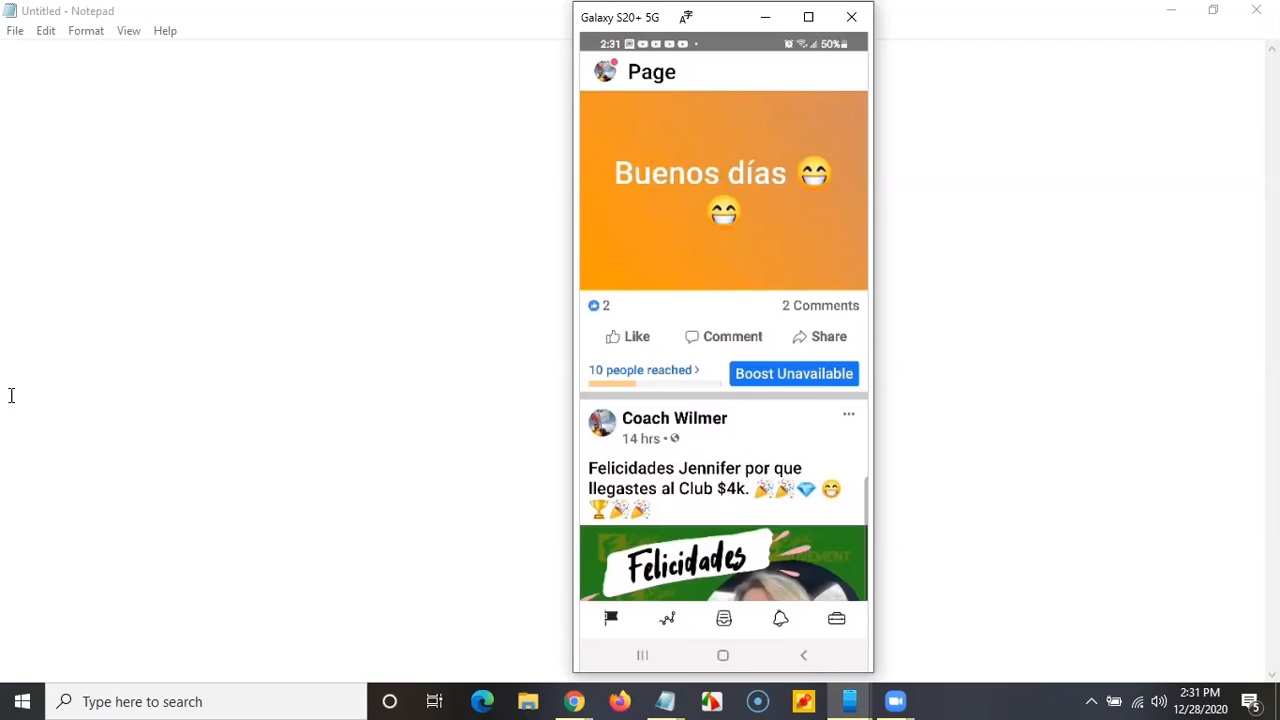 Untitled - Notepad
File Edit Format View Help
Galaxy S20+ 5G
2:31 50%
Page
Buenos días 😁
😁
2 2 Comments
Like Comment Share
10 people reached > Boost Unavailable
Coach Wilmer
14 hrs •
Felicidades Jennifer por que
llegastes al Club $4k. 🎉🎉💎😁
🏆🎉🎉
Felicidades
Type here to search
2:31 PM
12/28/2020
5